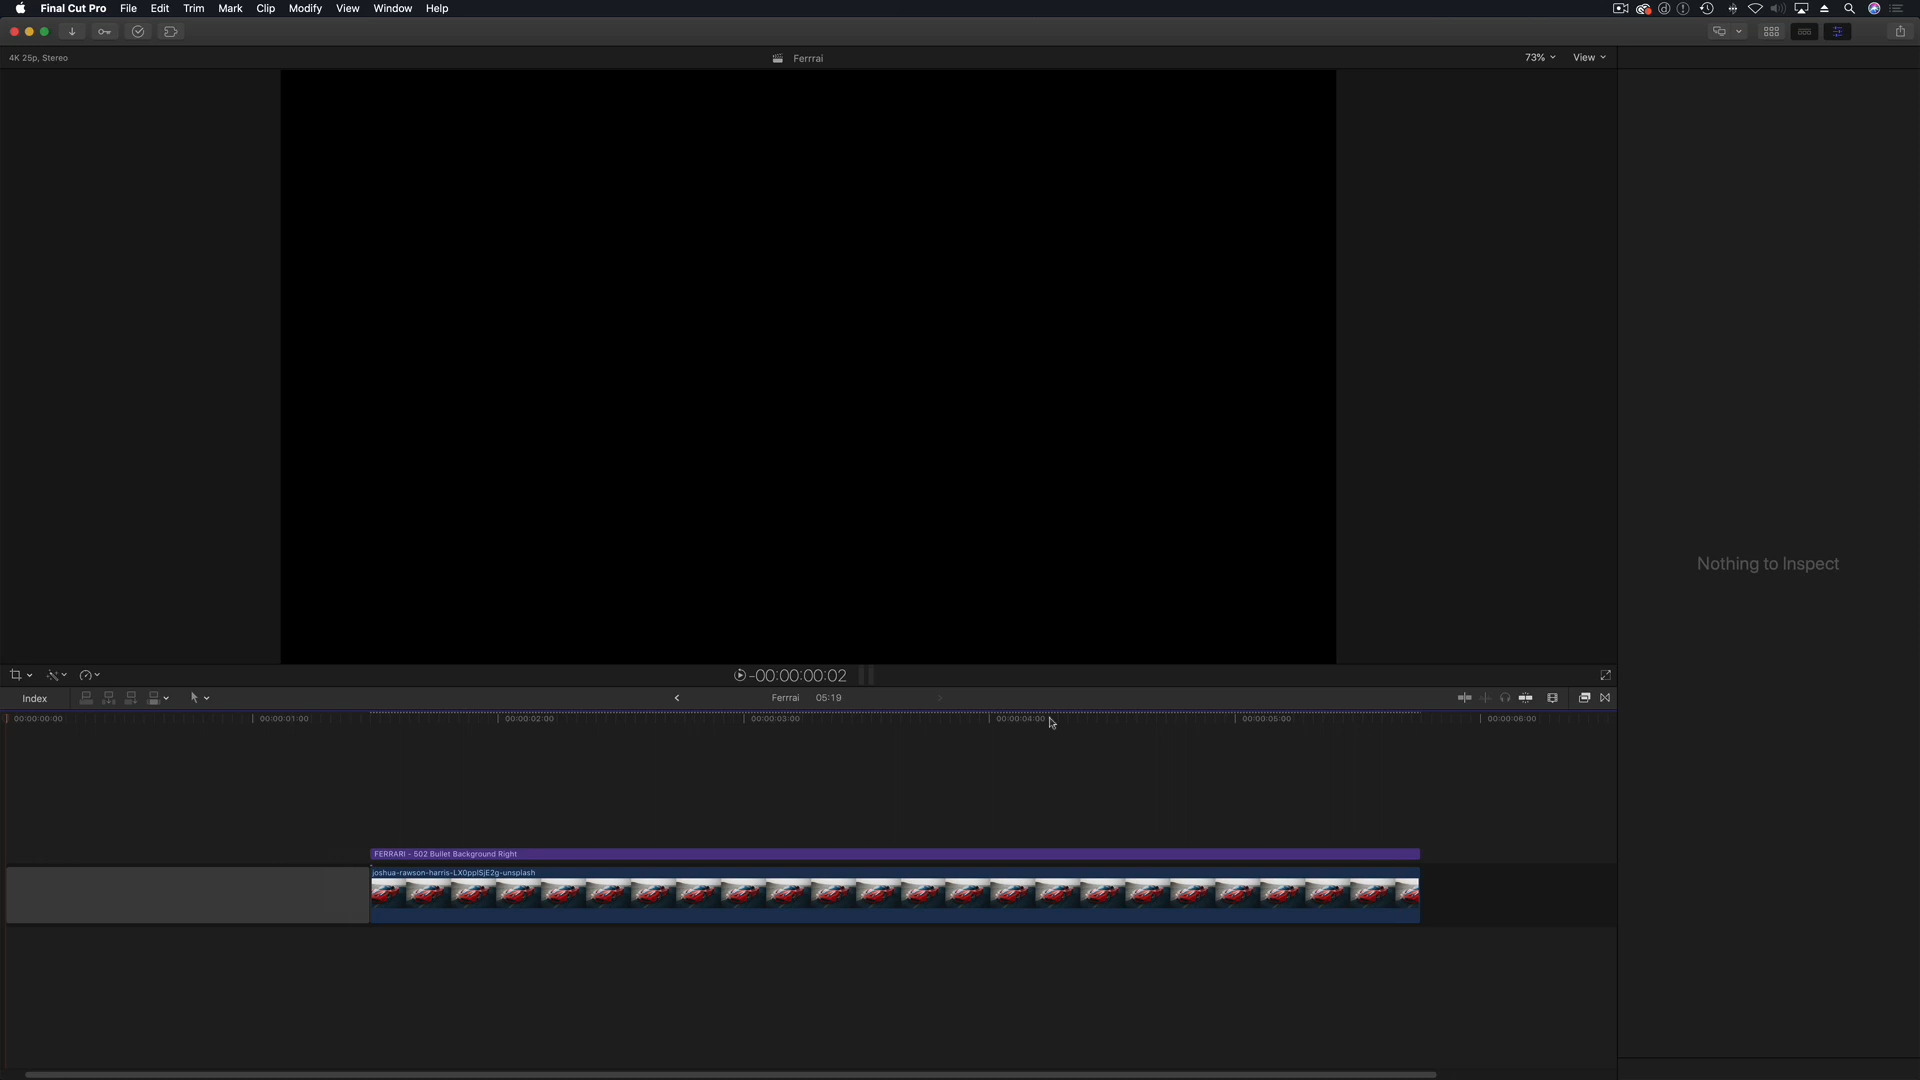 Final Cut Pro File Edit Trim Mark Clip Modify View Window Help
4K 25p, Stereo
Ferrrai
73%
View
Nothing to Inspect
-00:00:00:02
Index
Ferrrai
05:19
00:00:00:00
00:00:01:00
00:00:02:00
00:00:03:00
00:00:04:00
00:00:05:00
00:00:06:00
FERRARI - 502 Bullet Background Right
joshua-rawson-harris-LX0pplSjE2g-unsplash